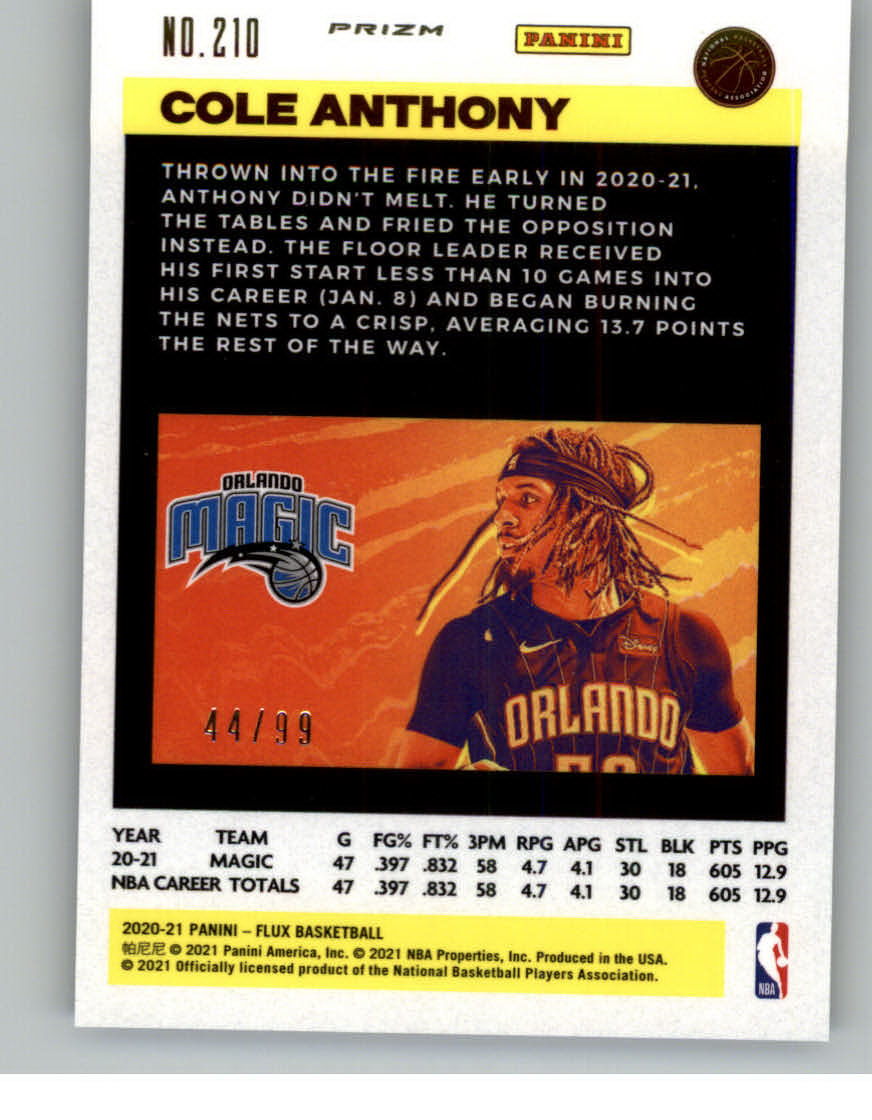 NO.210
PRIZM
PANINI
NATIONAL BASKETBALL
PLAYERS ASSOCIATION
COLE ANTHONY
THROWN INTO THE FIRE EARLY IN 2020-21,
ANTHONY DIDN'T MELT. HE TURNED
THE TABLES AND FRIED THE OPPOSITION
INSTEAD. THE FLOOR LEADER RECEIVED
HIS FIRST START LESS THAN 10 GAMES INTO
HIS CAREER (JAN. 8) AND BEGAN BURNING
THE NETS TO A CRISP, AVERAGING 13.7 POINTS
THE REST OF THE WAY.
ORLANDO
MAGIC
Disney
ORLANDO
44/99
YEAR TEAM G FG% FT% 3PM RPG APG STL BLK PTS PPG
20-21 MAGIC 47 .397 .832 58 4.7 4.1 30 18 605 12.9
NBA CAREER TOTALS 47 .397 .832 58 4.7 4.1 30 18 605 12.9
2020-21 PANINI – FLUX BASKETBALL
帕尼尼 © 2021 Panini America, Inc. © 2021 NBA Properties, Inc. Produced in the USA.
© 2021 Officially licensed product of the National Basketball Players Association.
NBA